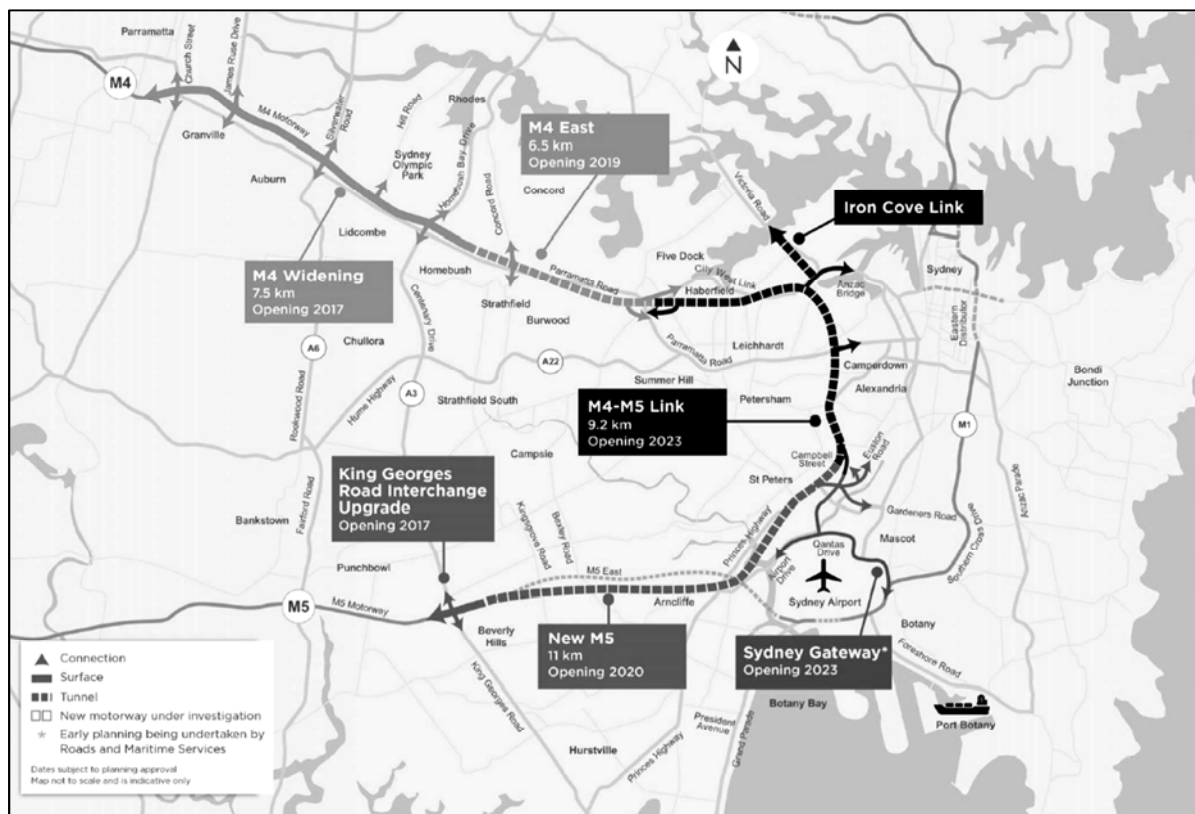 Parramatta
Church Street
James Ruse Drive
M4
M4 Motorway
Silverwater
Road
Hill Road
Rhodes
Homebush Bay Drive
Granville
Sydney
Olympic
Park
Auburn
Lidcombe
Concord Road
Concord
M4 East
6.5 km
Opening 2019
N
Victoria Road
Iron Cove Link
M4 Widening
7.5 km
Opening 2017
Homebush
Parramatta Road
Five Dock
City West Link
Haberfield
Anzac
Bridge
Sydney
Eastern
Distributor
Strathfield
Burwood
Centenary Drive
Chullora
A6
A22
Parramatta Road
Leichhardt
Camperdown
Bondi
Junction
Rookwood Road
Hume Highway
A3
Strathfield South
Summer Hill
Petersham
Alexandria
M4-M5 Link
9.2 km
Opening 2023
M1
King Georges
Road Interchange
Upgrade
Opening 2017
Campsie
Campbell
Street
Euston
Road
St Peters
Anzac Parade
Bankstown
Fairford Road
Kingsgrove Road
Bexley Road
Princes Highway
Gardeners Road
Mascot
Southern Cross Drive
Qantas
Drive
Airport
Drive
Punchbowl
M5 East
Sydney Airport
M5
M5 Motorway
Arncliffe
Botany
Foreshore Road
Beverly
Hills
New M5
11 km
Opening 2020
Sydney Gateway*
Opening 2023
King Georges Road
Botany Bay
Port Botany
President
Avenue
Grand Parade
Hurstville
Princes Highway
Connection
Surface
Tunnel
New motorway under investigation
* Early planning being undertaken by
Roads and Maritime Services
Dates subject to planning approval
Map not to scale and is indicative only